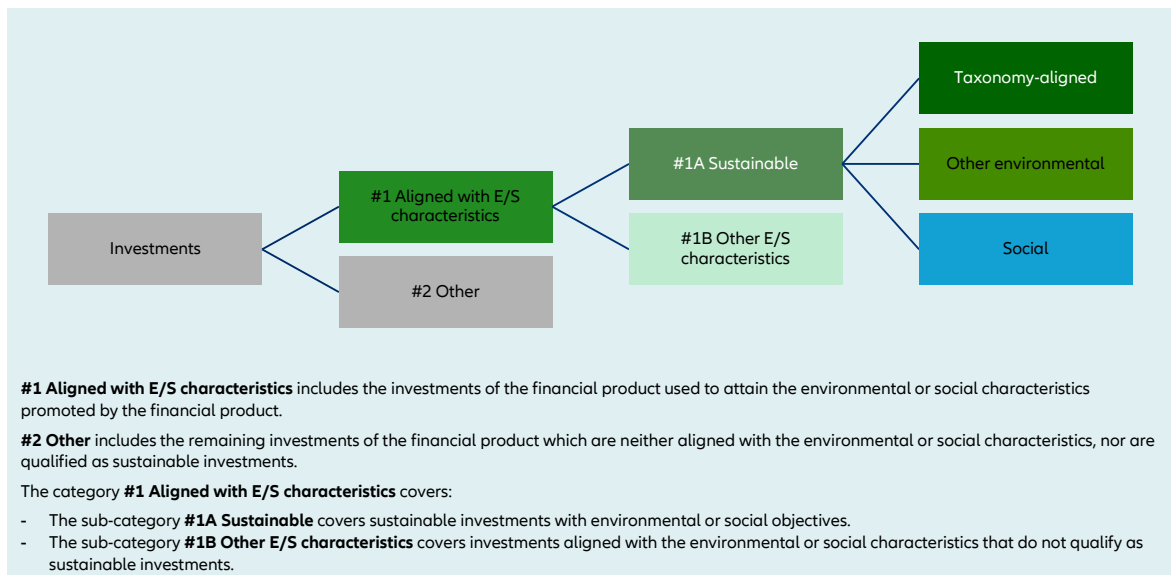 Taxonomy-aligned
#1A Sustainable
Other environmental
#1 Aligned with E/S
characteristics
#1B Other E/S
characteristics
Investments
Social
#2 Other
#1 Aligned with E/S characteristics includes the investments of the financial product used to attain the environmental or social characteristics
promoted by the financial product.
#2 Other includes the remaining investments of the financial product which are neither aligned with the environmental or social characteristics, nor are
qualified as sustainable investments.
The category #1 Aligned with E/S characteristics covers:
- The sub-category #1A Sustainable covers sustainable investments with environmental or social objectives.
- The sub-category #1B Other E/S characteristics covers investments aligned with the environmental or social characteristics that do not qualify as
sustainable investments.